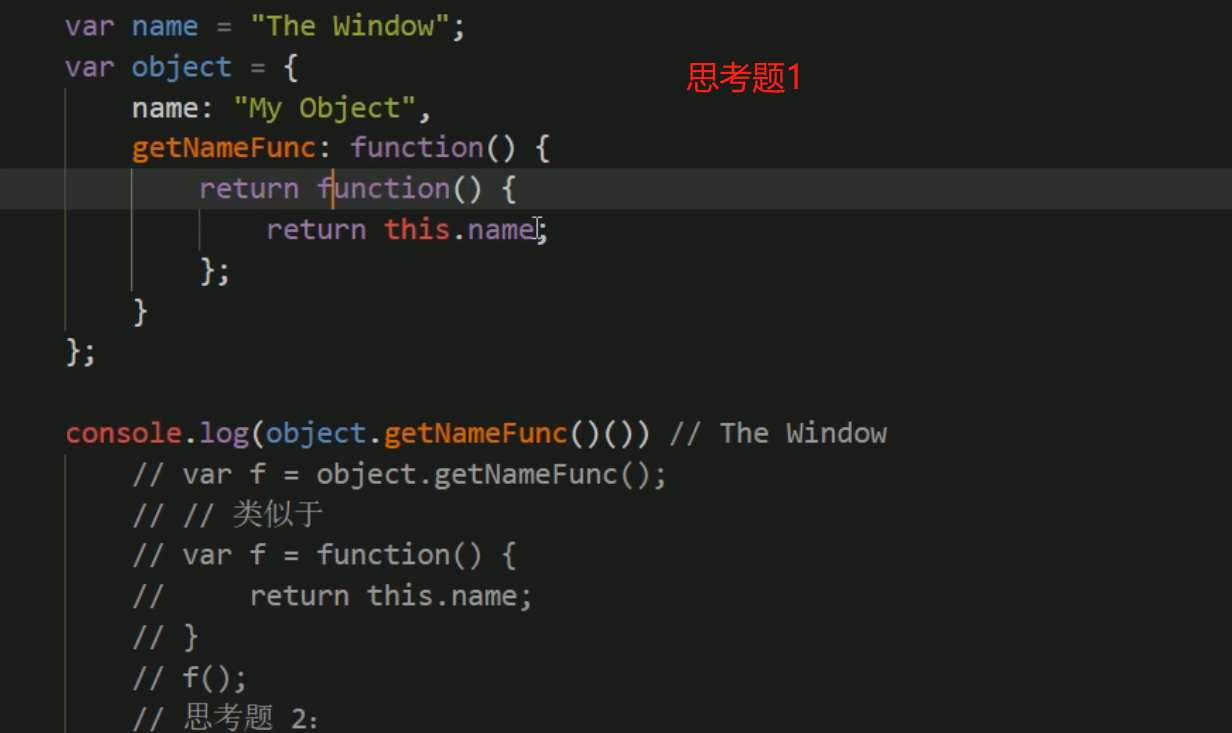 var name = "The Window";
var object = {
思考题1
name: "My Object",
getNameFunc: function() {
return function() {
return this.name;
};
}
};
console.log(object.getNameFunc()()) // The Window
// var f = object.getNameFunc();
// // 类似于
// var f = function() {
//     return this.name;
// }
// f();
// 思考题 2: